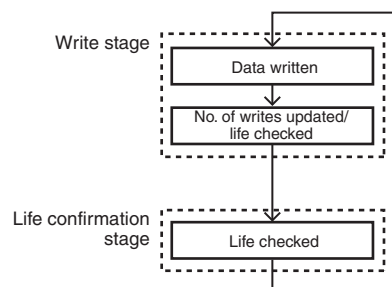 Write stage
Data written
No. of writes updated/
life checked
Life confirmation
stage
Life checked